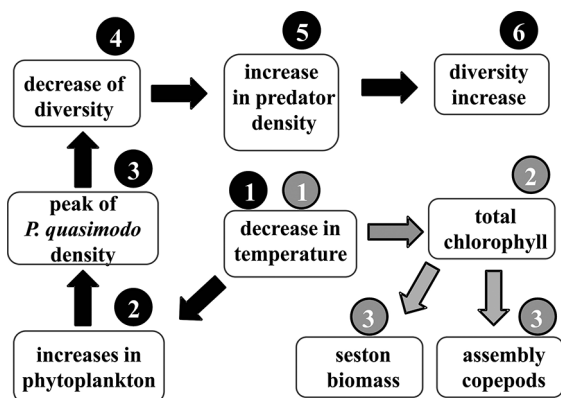 4
decrease of
diversity
5
increase
in predator
density
6
diversity
increase
3
peak of
P. quasimodo
density
1 1
decrease in
temperature
2
total
chlorophyll
2
increases in
phytoplankton
3
seston
biomass
3
assembly
copepods